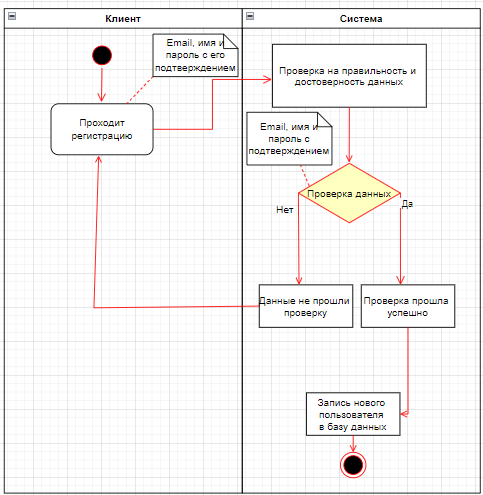 Клиент
Система
Email, имя и
пароль с его
подтверждением
Проверка на правильность и
достоверность данных
Проходит
регистрацию
Email, имя и
пароль с
подтверждением
Проверка данных
Нет
Да
Данные не прошли
проверку
Проверка прошла
успешно
Запись нового
пользователя
в базу данных